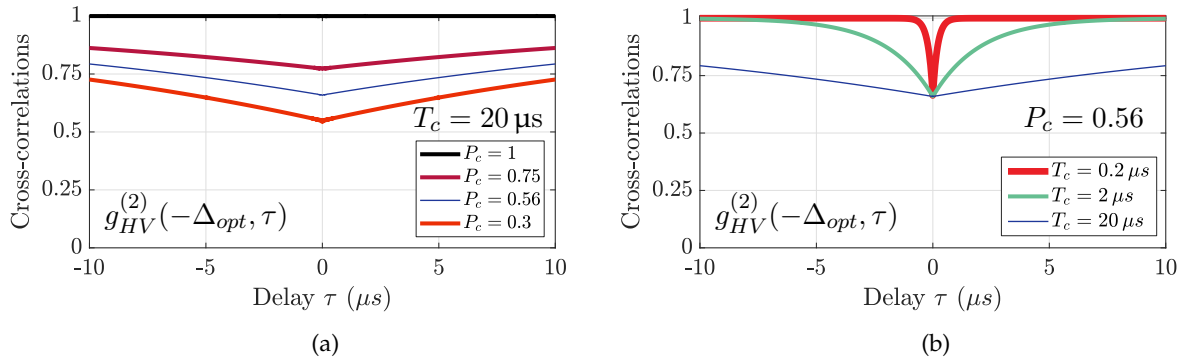 1
0.75
0.5
0.25
0
Cross-correlations
T_c = 20 μs
P_c = 1
P_c = 0.75
P_c = 0.56
P_c = 0.3
g_{HV}^{(2)}(−Δ_{opt}, τ)
-10 -5 0 5 10
Delay τ (μs)
(a)
1
0.75
0.5
0.25
0
Cross-correlations
P_c = 0.56
T_c = 0.2 μs
T_c = 2 μs
T_c = 20 μs
g_{HV}^{(2)}(−Δ_{opt}, τ)
-10 -5 0 5 10
Delay τ (μs)
(b)